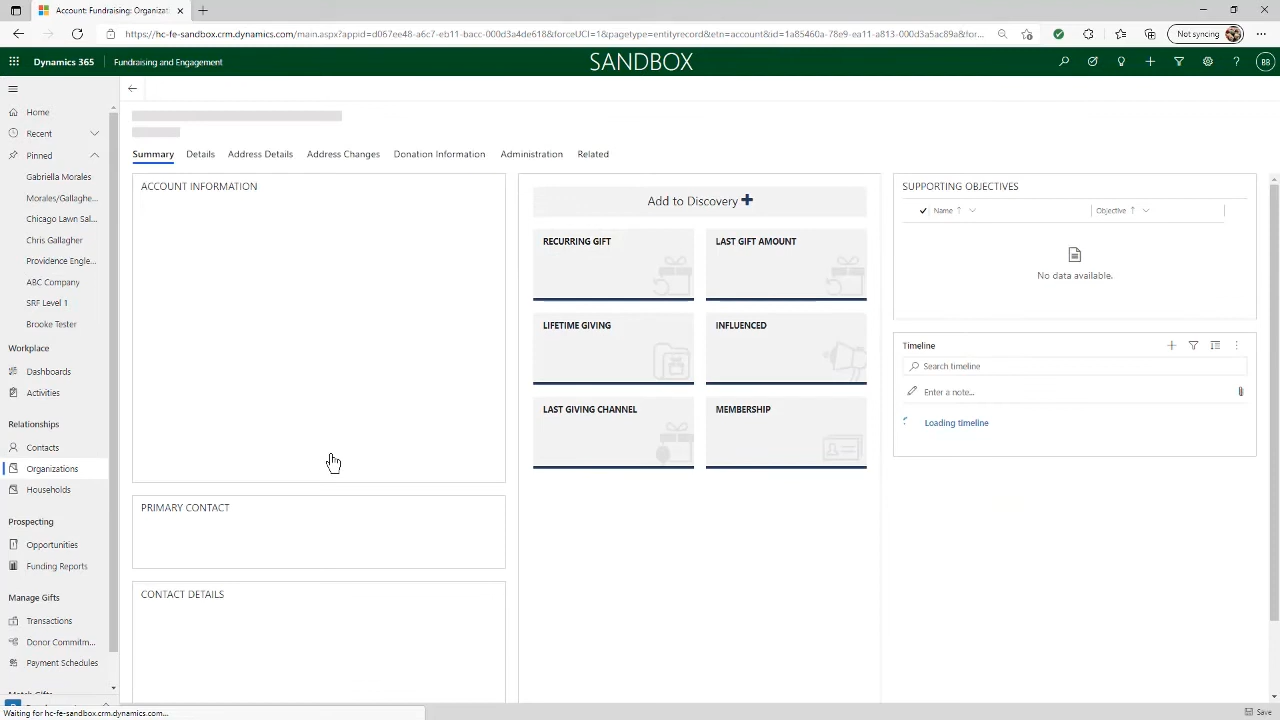 Account: Fundraising: Organizat
https://hc-fe-sandbox.crm.dynamics.com/main.aspx?appid=d067ee48-a6c7-eb11-bacc-000d3a4de618&forceUCI=1&pagetype=entityrecord&etn=account&id=1a85460a-78e9-ea11-a813-000d3a5ac89a&for...
Not syncing
Dynamics 365
Fundraising and Engagement
SANDBOX
BB
Home
Recent
Pinned
Gabriella Morales
Morales/Gallaghe...
Chicago Lawn Sal...
Chris Gallagher
Providence Engle...
ABC Company
SRF Level 1
Brooke Tester
Workplace
Dashboards
Activities
Relationships
Contacts
Organizations
Households
Prospecting
Opportunities
Funding Reports
Manage Gifts
Transactions
Donor Commitm...
Payment Schedules
Summary
Details
Address Details
Address Changes
Donation Information
Administration
Related
ACCOUNT INFORMATION
PRIMARY CONTACT
CONTACT DETAILS
Add to Discovery
RECURRING GIFT
LAST GIFT AMOUNT
LIFETIME GIVING
INFLUENCED
LAST GIVING CHANNEL
MEMBERSHIP
SUPPORTING OBJECTIVES
Name ↑
Objective ↑
No data available.
Timeline
Search timeline
Enter a note...
Loading timeline
Waiting for hc-fe-sandbox.crm.dynamics.com...
Save